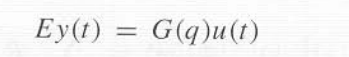 Ey(t) = G(q)u(t)